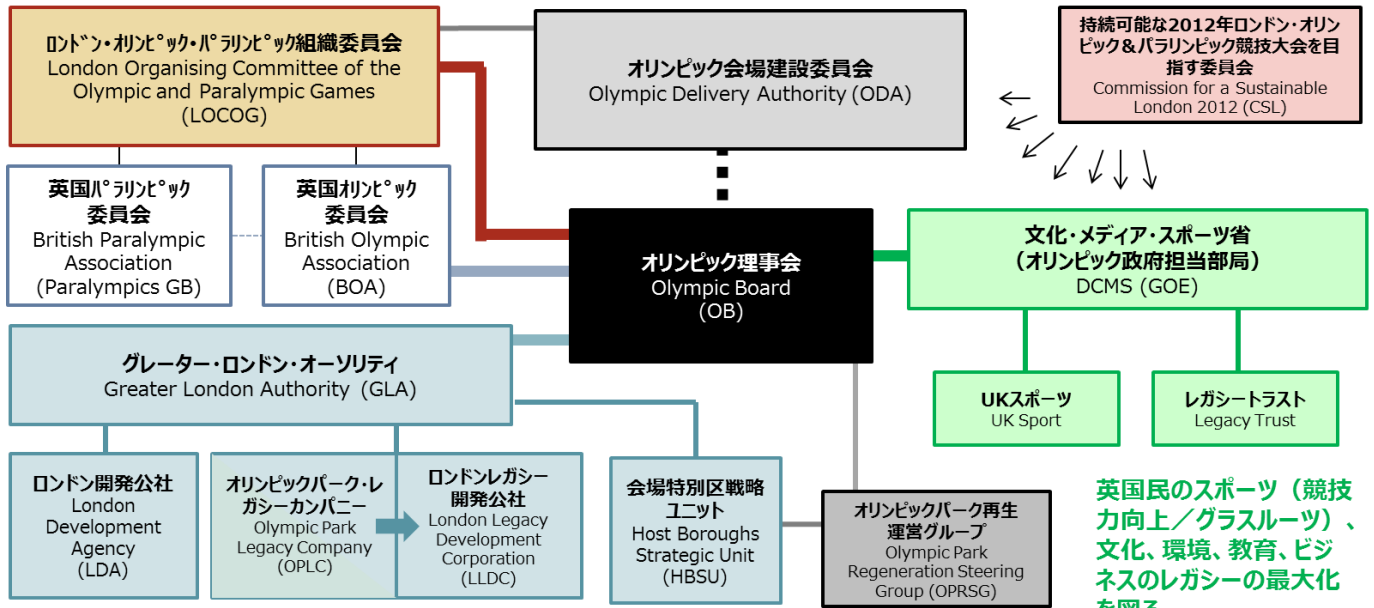 ﾛﾝﾄﾞﾝ・ｵﾘﾝﾋﾟｯｸ・ﾊﾟﾗﾘﾝﾋﾟｯｸ組織委員会
London Organising Committee of the
Olympic and Paralympic Games
(LOCOG)
オリンピック会場建設委員会
Olympic Delivery Authority (ODA)
持続可能な2012年ロンドン・オリン
ピック＆パラリンピック競技大会を目
指す委員会
Commission for a Sustainable
London 2012 (CSL)
英国ﾊﾟﾗﾘﾝﾋﾟｯｸ
委員会
British Paralympic
Association
(Paralympics GB)
英国ｵﾘﾝﾋﾟｯｸ
委員会
British Olympic
Association
(BOA)
オリンピック理事会
Olympic Board
(OB)
文化・メディア・スポーツ省
（オリンピック政府担当部局）
DCMS (GOE)
グレーター・ロンドン・オーソリティ
Greater London Authority (GLA)
UKスポーツ
UK Sport
レガシートラスト
Legacy Trust
ロンドン開発公社
London
Development
Agency
(LDA)
オリンピックパーク・レ
ガシーカンパニー
Olympic Park
Legacy Company
(OPLC)
ロンドンレガシー
開発公社
London Legacy
Development
Corporation
(LLDC)
会場特別区戦略
ユニット
Host Boroughs
Strategic Unit
(HBSU)
オリンピックパーク再生
運営グループ
Olympic Park
Regeneration Steering
Group (OPRSG)
英国民のスポーツ（競技
力向上／グラスルーツ）、
文化、環境、教育、ビジ
ネスのレガシーの最大化
を図る